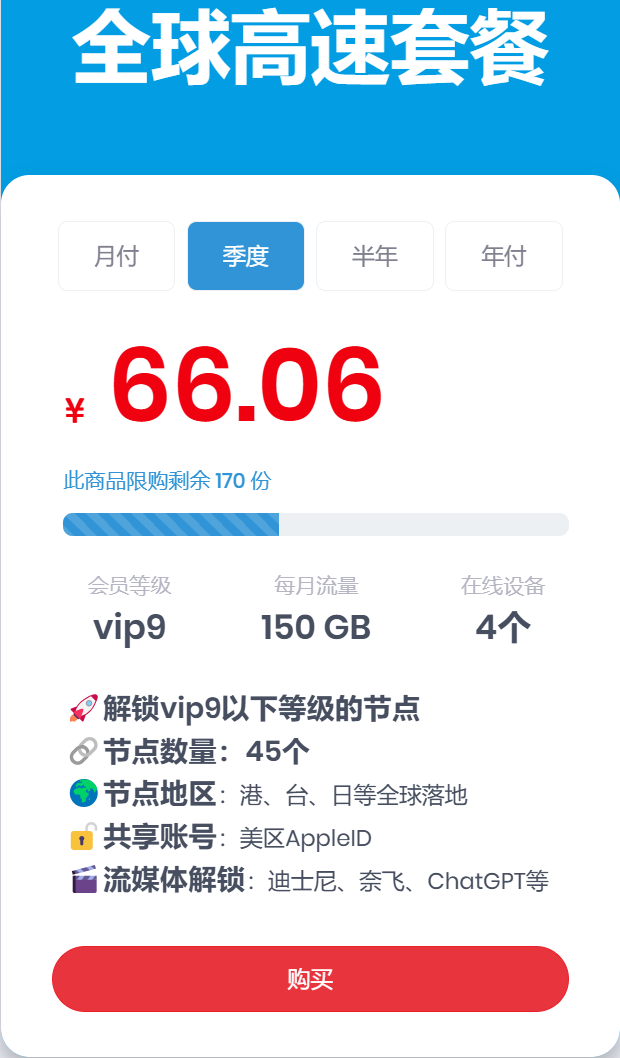 全球高速套餐
月付 季度 半年 年付
¥ 66.06
此商品限购剩余 170 份
会员等级 每月流量 在线设备
vip9 150 GB 4个
🚀解锁vip9以下等级的节点
🔗节点数量：45个
🌍节点地区：港、台、日等全球落地
🔓共享账号：美区AppleID
🎬流媒体解锁：迪士尼、奈飞、ChatGPT等
购买